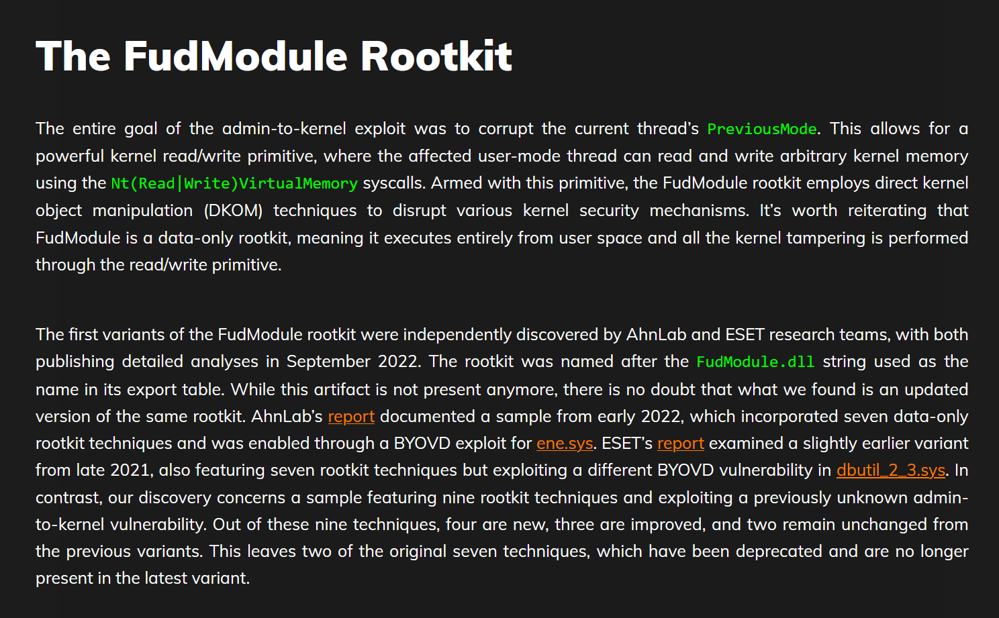 The FudModule Rootkit
The entire goal of the admin-to-kernel exploit was to corrupt the current thread’s PreviousMode. This allows for a
powerful kernel read/write primitive, where the affected user-mode thread can read and write arbitrary kernel memory
using the Nt(Read|Write)VirtualMemory syscalls. Armed with this primitive, the FudModule rootkit employs direct kernel
object manipulation (DKOM) techniques to disrupt various kernel security mechanisms. It’s worth reiterating that
FudModule is a data-only rootkit, meaning it executes entirely from user space and all the kernel tampering is performed
through the read/write primitive.
The first variants of the FudModule rootkit were independently discovered by AhnLab and ESET research teams, with both
publishing detailed analyses in September 2022. The rootkit was named after the FudModule.dll string used as the
name in its export table. While this artifact is not present anymore, there is no doubt that what we found is an updated
version of the same rootkit. AhnLab’s report documented a sample from early 2022, which incorporated seven data-only
rootkit techniques and was enabled through a BYOVD exploit for ene.sys. ESET’s report examined a slightly earlier variant
from late 2021, also featuring seven rootkit techniques but exploiting a different BYOVD vulnerability in dbutil_2_3.sys. In
contrast, our discovery concerns a sample featuring nine rootkit techniques and exploiting a previously unknown admin-
to-kernel vulnerability. Out of these nine techniques, four are new, three are improved, and two remain unchanged from
the previous variants. This leaves two of the original seven techniques, which have been deprecated and are no longer
present in the latest variant.